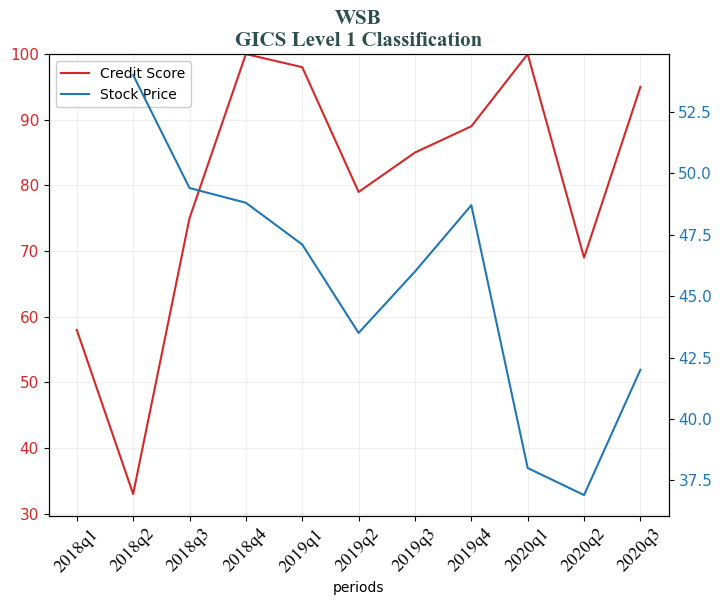 WSB
GICS Level 1 Classification
Credit Score
Stock Price
100
90
80
70
60
50
40
30
52.5
50.0
47.5
45.0
42.5
40.0
37.5
2018q1
2018q2
2018q3
2018q4
2019q1
2019q2
2019q3
2019q4
2020q1
2020q2
2020q3
periods